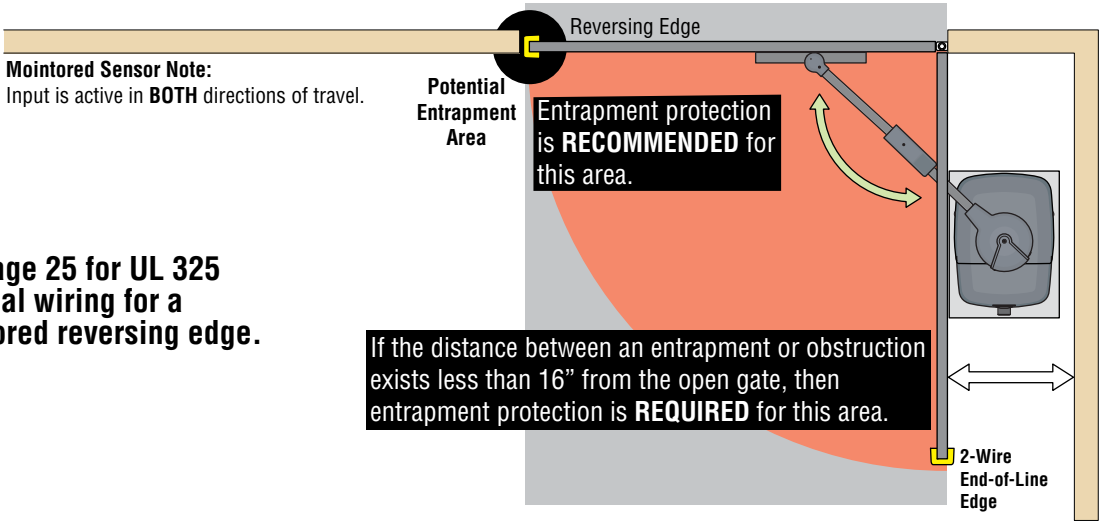 Reversing Edge
Mointored Sensor Note:
Input is active in BOTH directions of travel.
Potential
Entrapment
Area
Entrapment protection
is RECOMMENDED for
this area.
25 for UL 325
wiring for a
reversing edge.
If the distance between an entrapment or obstruction
exists less than 16” from the open gate, then
entrapment protection is REQUIRED for this area.
2-Wire
End-of-Line
Edge